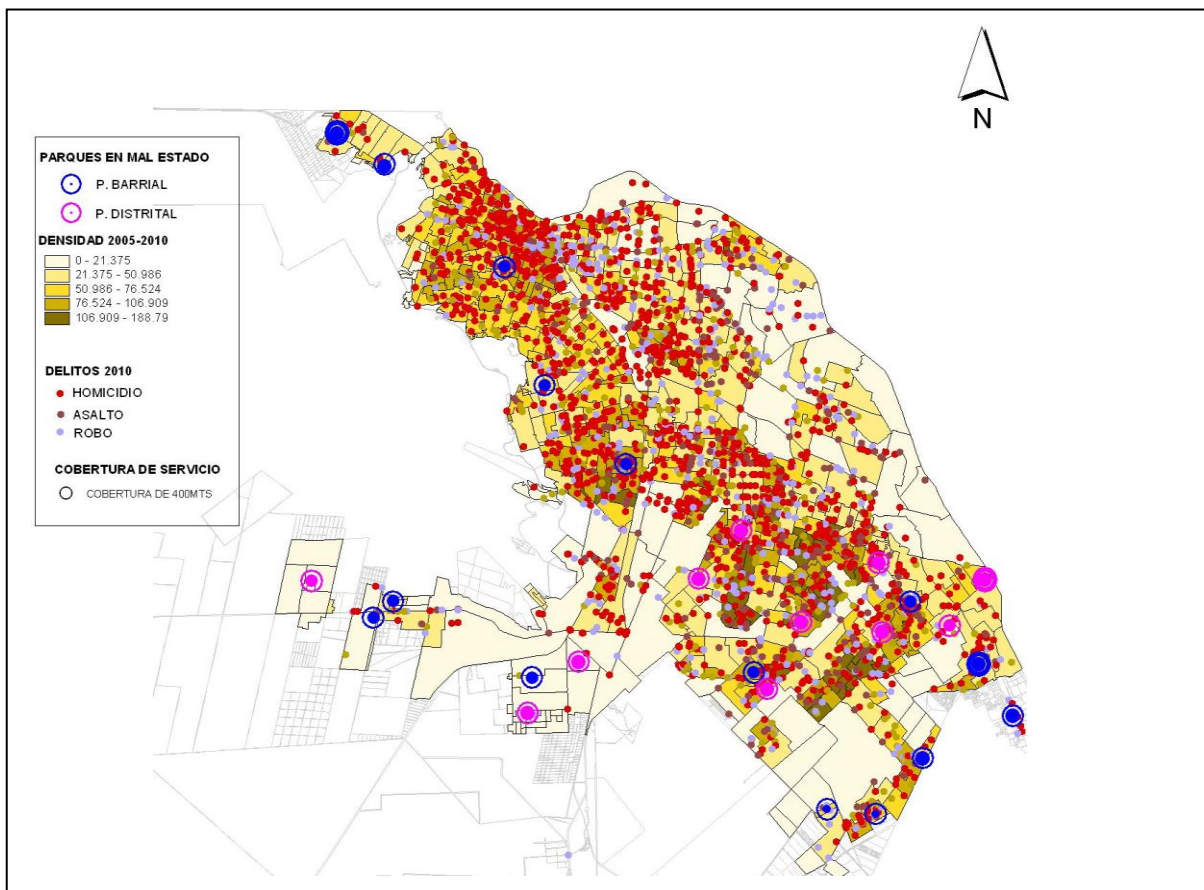 N
PARQUES EN MAL ESTADO
P. BARRIAL
P. DISTRITAL
DENSIDAD 2005-2010
0 - 21.375
21.375 - 50.986
50.986 - 76.524
76.524 - 106.909
106.909 - 188.79
DELITOS 2010
HOMICIDIO
ASALTO
ROBO
COBERTURA DE SERVICIO
COBERTURA DE 400MTS